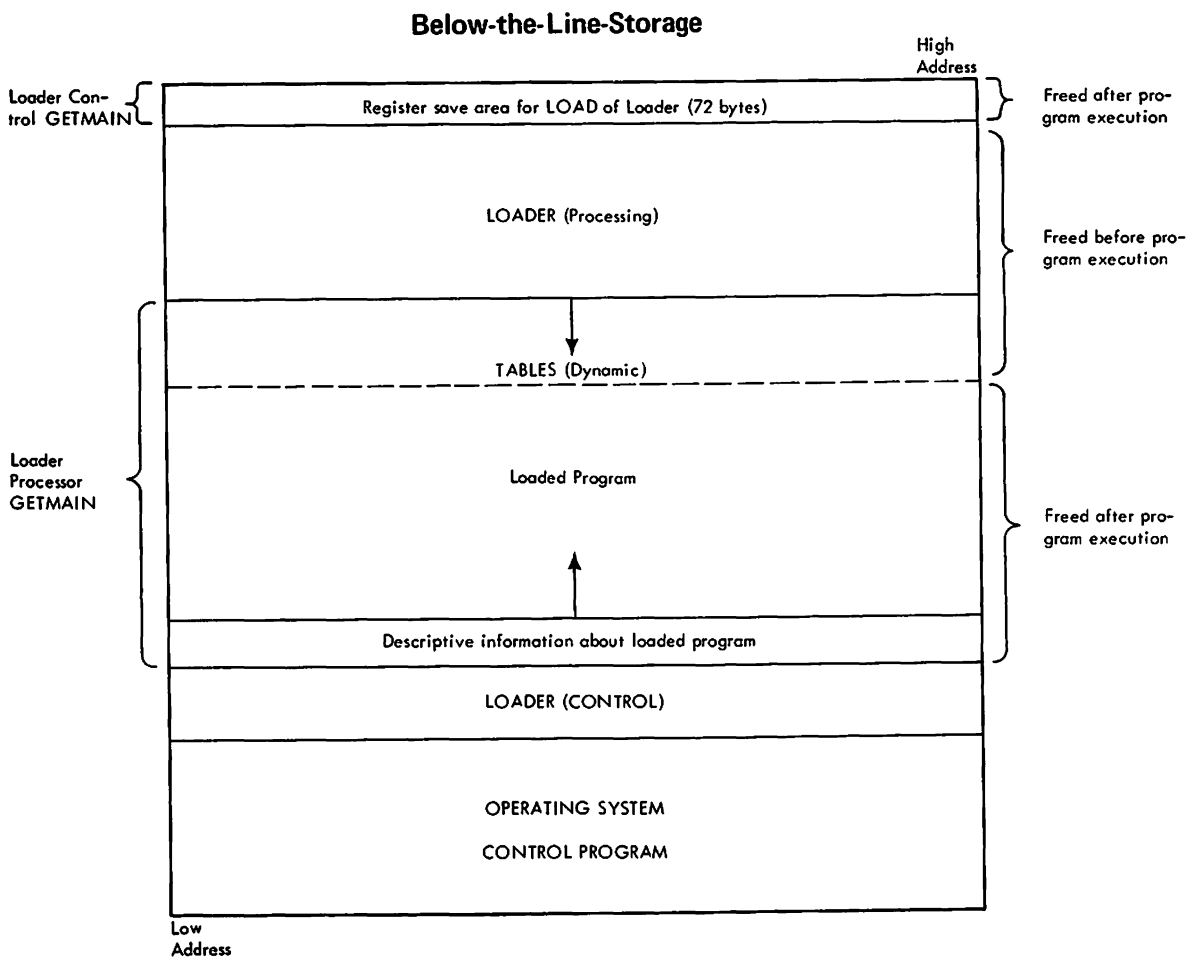 Below-the-Line-Storage
High
Address
Loader Con-
trol GETMAIN
Register save area for LOAD of Loader (72 bytes)
Freed after pro-
gram execution
LOADER (Processing)
Freed before pro-
gram execution
TABLES (Dynamic)
Loader
Processor
GETMAIN
Loaded Program
Freed after pro-
gram execution
Descriptive information about loaded program
LOADER (CONTROL)
OPERATING SYSTEM
CONTROL PROGRAM
Low
Address